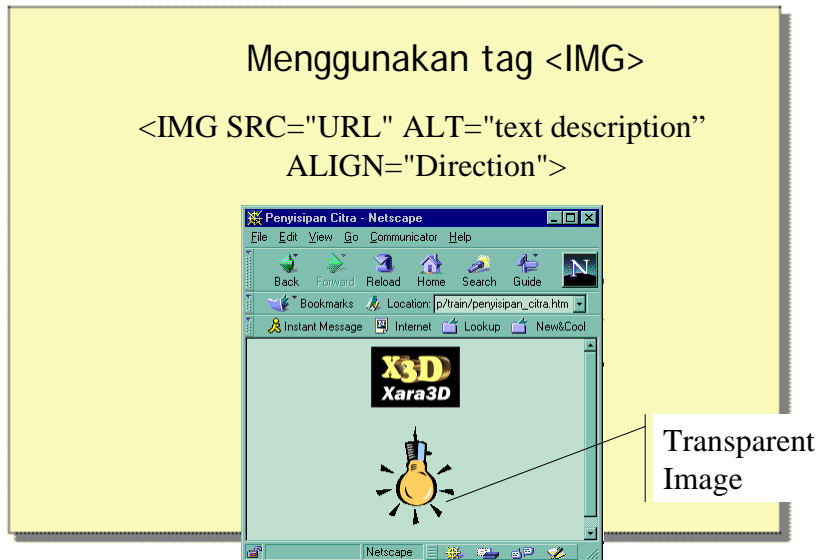 Menggunakan tag <IMG>
<IMG SRC="URL" ALT="text description”
ALIGN="Direction">
Penyisipan Citra - Netscape
File Edit View Go Communicator Help
Back Forward Reload Home Search Guide N
Bookmarks Location: p/train/penyisipan_citra.htm
Instant Message Internet Lookup New&Cool
X3D
Xara3D
Transparent
Image
Netscape